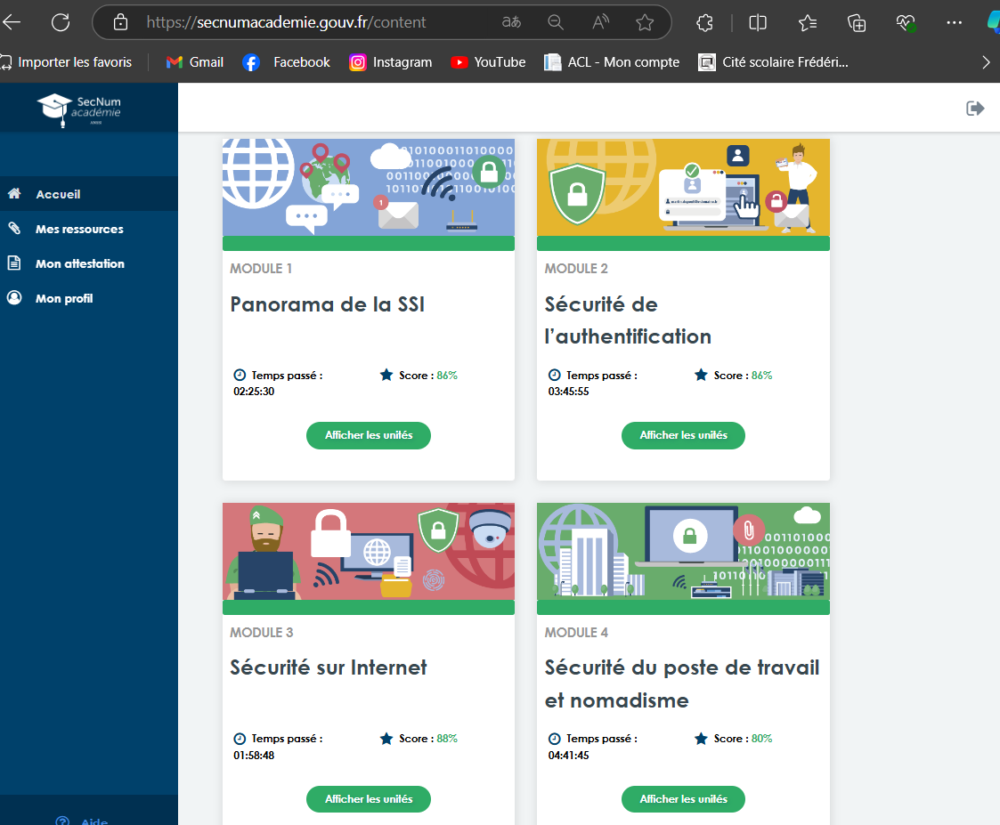 https://secnumacademie.gouv.fr/content
Importer les favoris
Gmail
Facebook
Instagram
YouTube
ACL - Mon compte
Cité scolaire Frédéri...
SecNum
académie
Accueil
Mes ressources
Mon attestation
Mon profil
Aide
MODULE 1
Panorama de la SSI
Temps passé :
02:25:30
Score : 86%
Afficher les unités
MODULE 2
Sécurité de
l’authentification
Temps passé :
03:45:55
Score : 86%
Afficher les unités
MODULE 3
Sécurité sur Internet
Temps passé :
01:58:48
Score : 88%
Afficher les unités
MODULE 4
Sécurité du poste de travail
et nomadisme
Temps passé :
04:41:45
Score : 80%
Afficher les unités